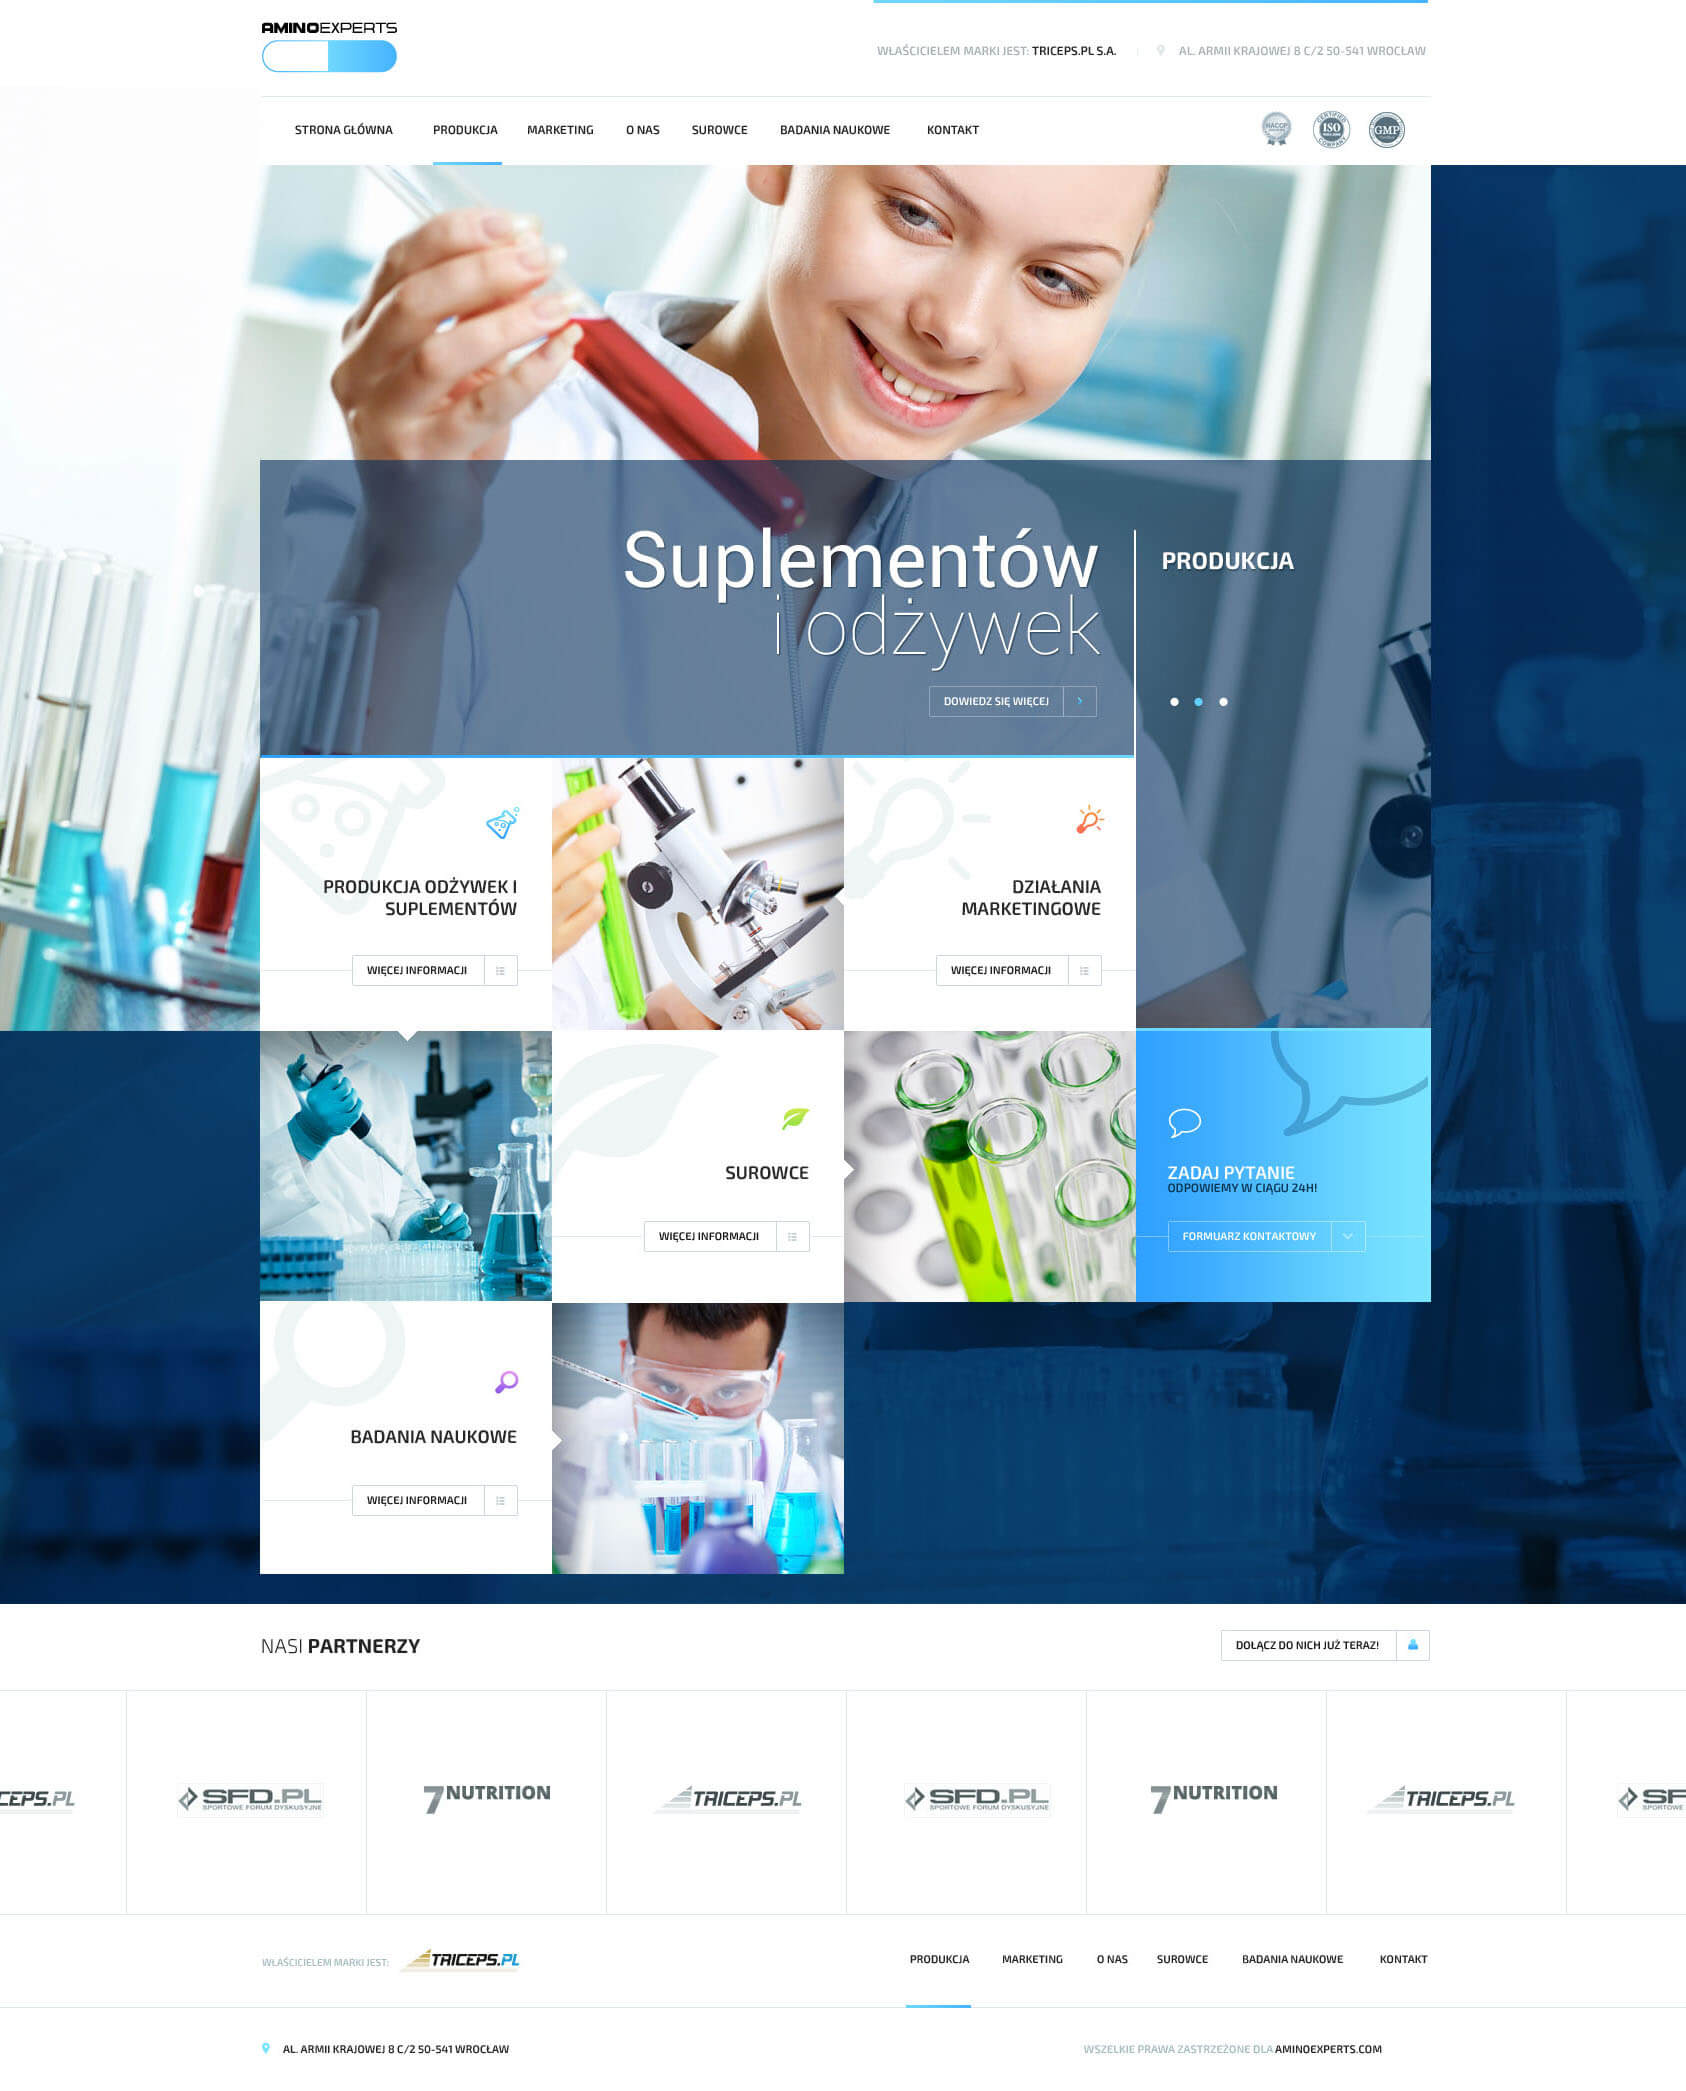 AMINOEXPERTS
WŁAŚCICIELEM MARKI JEST: TRICEPS.PL S.A.
AL. ARMII KRAJOWEJ 8 C/2 50-541 WROCŁAW
STRONA GŁÓWNA
PRODUKCJA
MARKETING
O NAS
SUROWCE
BADANIA NAUKOWE
KONTAKT
HACCP
CERTIFIED
ISO
COMPANY
GMP
Suplementów
i odżywek
PRODUKCJA
DOWIEDZ SIĘ WIĘCEJ
PRODUKCJA ODŻYWEK I
SUPLEMENTÓW
WIĘCEJ INFORMACJI
DZIAŁANIA
MARKETINGOWE
WIĘCEJ INFORMACJI
SUROWCE
WIĘCEJ INFORMACJI
ZADAJ PYTANIE
ODPOWIEMY W CIĄGU 24H!
FORMUARZ KONTAKTOWY
BADANIA NAUKOWE
WIĘCEJ INFORMACJI
NASI PARTNERZY
DOŁĄCZ DO NICH JUŻ TERAZ!
CEPS.PL
SFD.PL
SPORTOWE FORUM DYSKUSYJNE
7NUTRITION
TRICEPS.PL
SFD.PL
SPORTOWE FORUM DYSKUSYJNE
7NUTRITION
TRICEPS.PL
SF
SPORTOWE F
WŁAŚCICIELEM MARKI JEST:
TRICEPS.PL
PRODUKCJA
MARKETING
O NAS
SUROWCE
BADANIA NAUKOWE
KONTAKT
AL. ARMII KRAJOWEJ 8 C/2 50-541 WROCŁAW
WSZELKIE PRAWA ZASTRZEŻONE DLA AMINOEXPERTS.COM